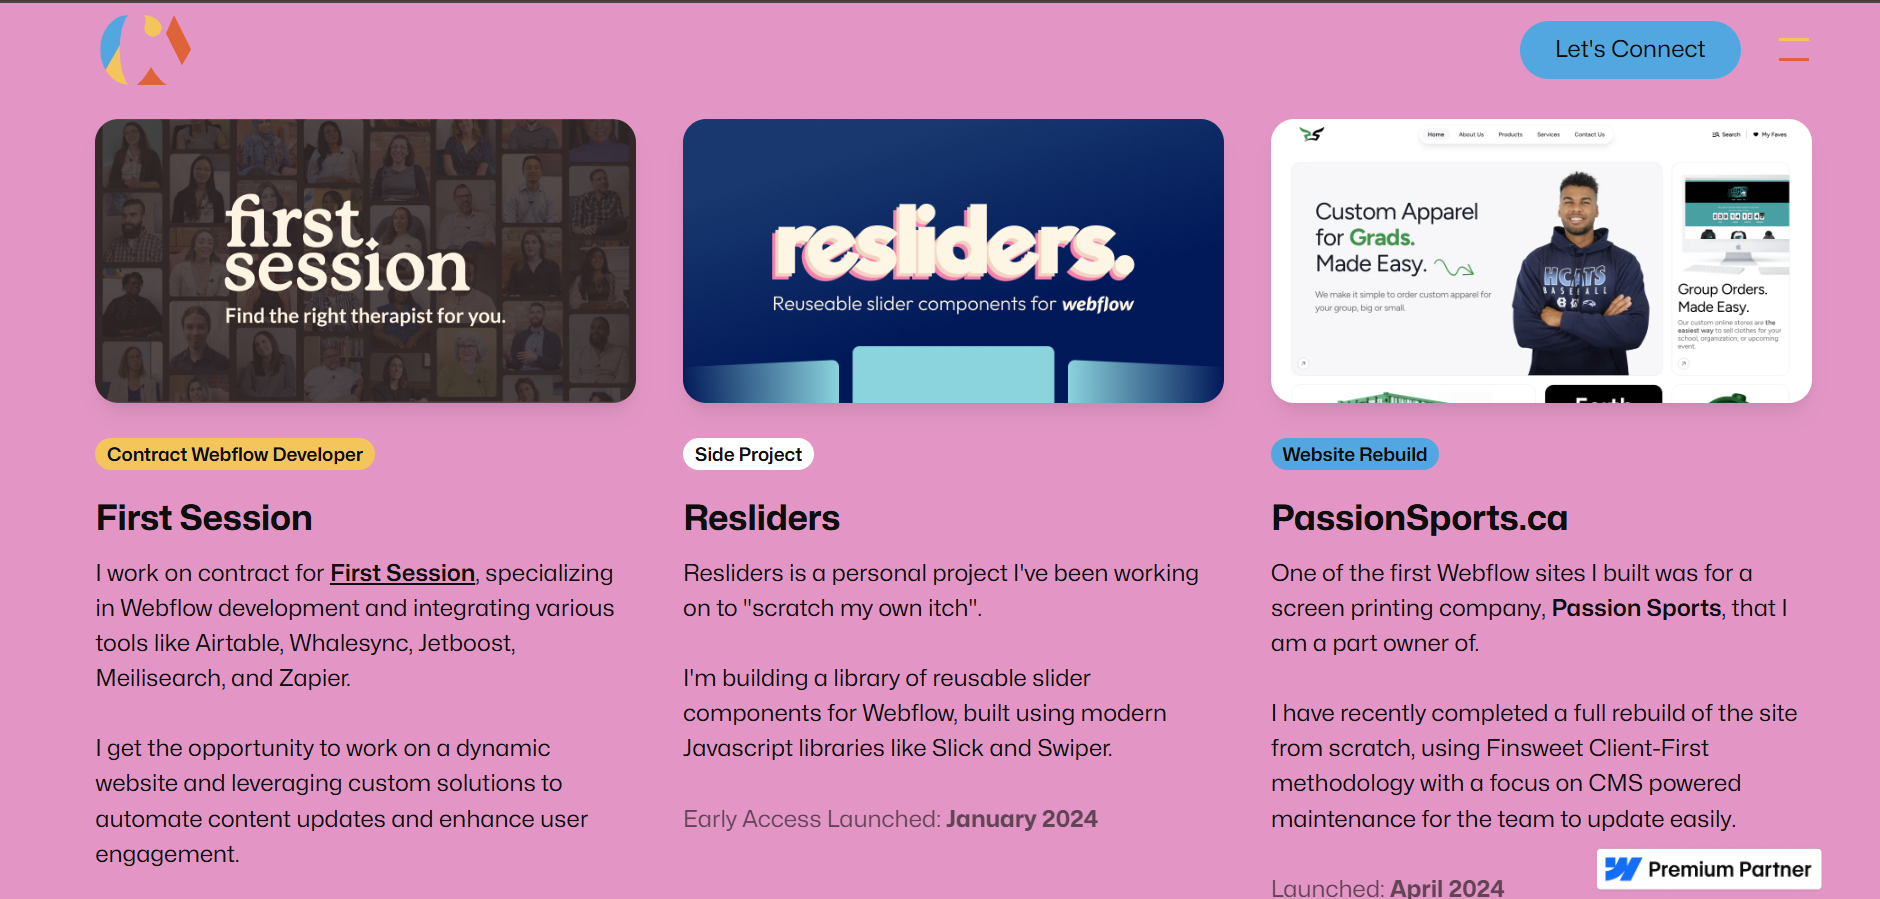 Let's Connect
first.
session
Find the right therapist for you.
resliders.
Reuseable slider components for webflow
Home
About Us
Products
Services
Contact Us
Search
My Faves
Custom Apparel
for Grads.
Made Easy.
We make it simple to order custom apparel for
your group, big or small.
HCATS
BASEBALL
Group Orders.
Made Easy.
Our custom online stores are the
easiest way to sell clothes for your
school, organization, or upcoming
event.
Contract Webflow Developer
First Session
I work on contract for First Session, specializing
in Webflow development and integrating various
tools like Airtable, Whalesync, Jetboost,
Meilisearch, and Zapier.
I get the opportunity to work on a dynamic
website and leveraging custom solutions to
automate content updates and enhance user
engagement.
Side Project
Resliders
Resliders is a personal project I've been working
on to "scratch my own itch".
I'm building a library of reusable slider
components for Webflow, built using modern
Javascript libraries like Slick and Swiper.
Early Access Launched: January 2024
Website Rebuild
PassionSports.ca
One of the first Webflow sites I built was for a
screen printing company, Passion Sports, that I
am a part owner of.
I have recently completed a full rebuild of the site
from scratch, using Finsweet Client-First
methodology with a focus on CMS powered
maintenance for the team to update easily.
Launched: April 2024
Premium Partner